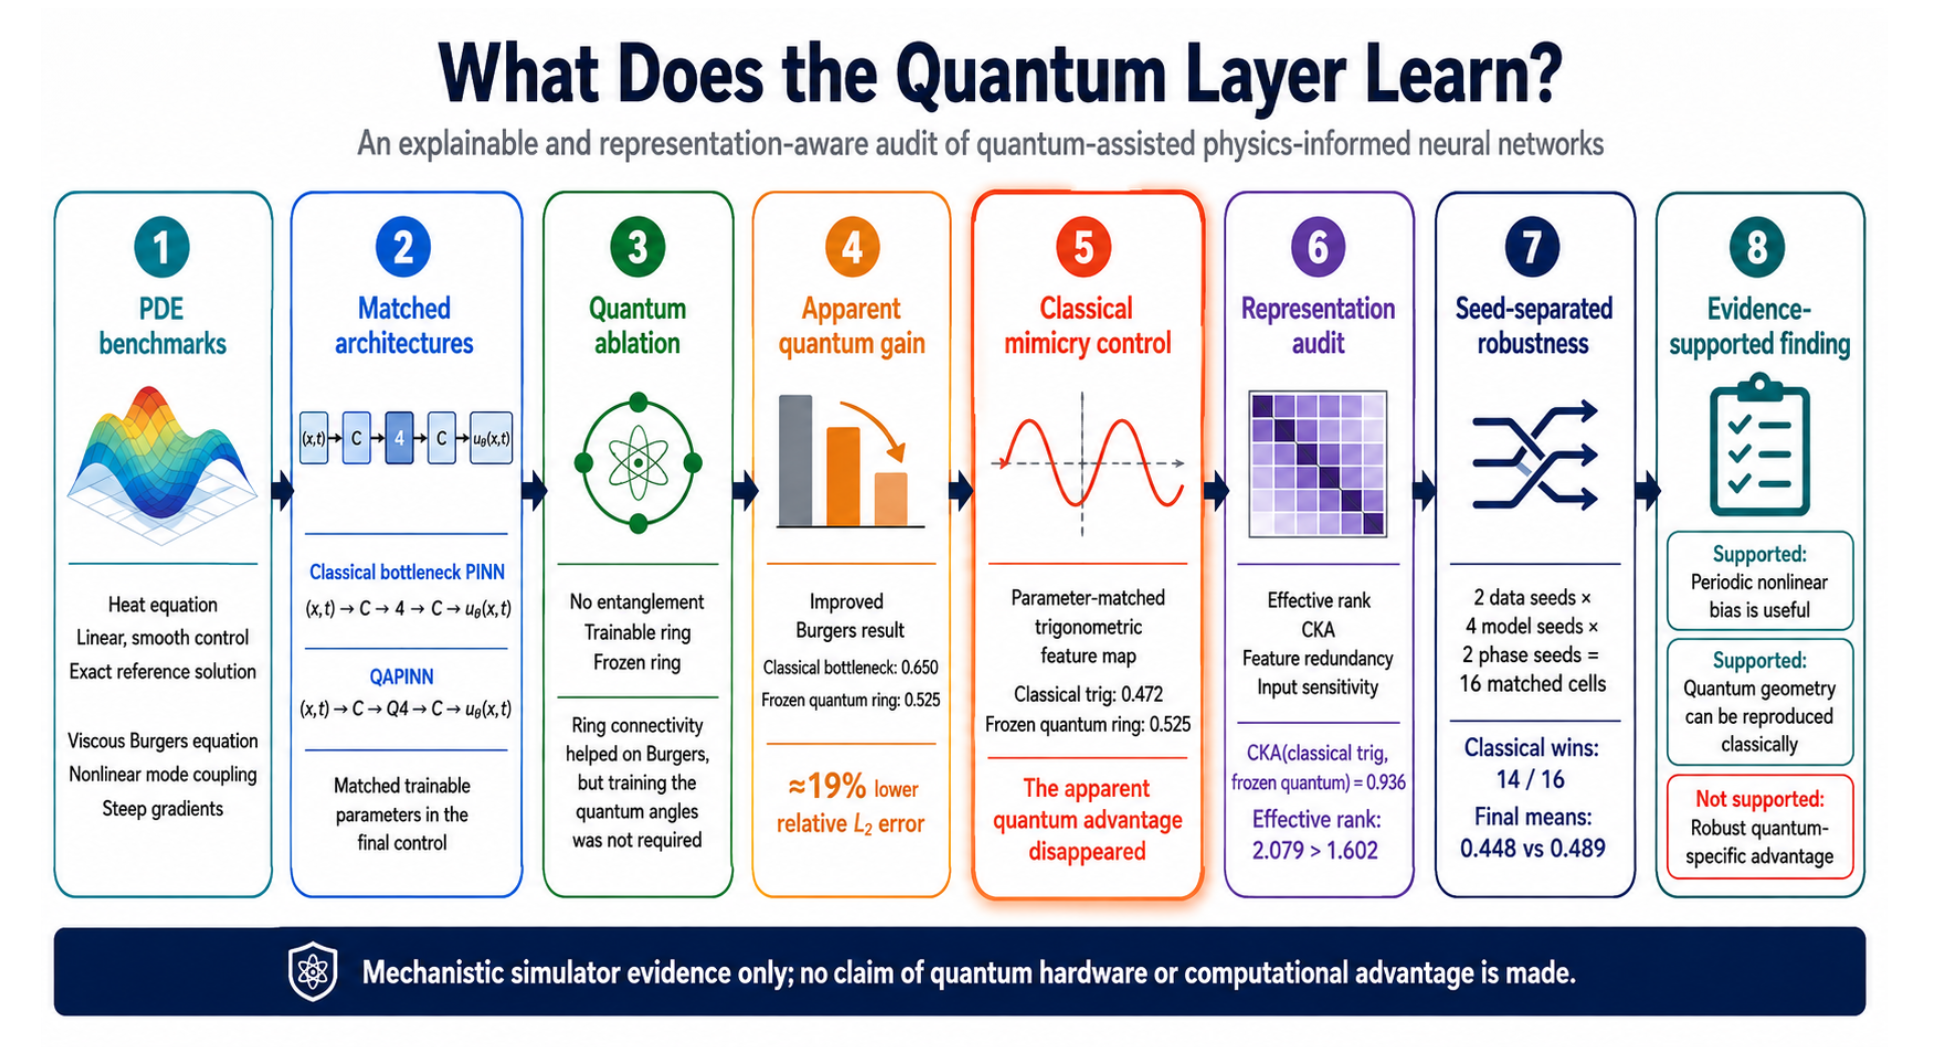 What Does the Quantum Layer Learn?
An explainable and representation-aware audit of quantum-assisted physics-informed neural networks
1
PDE
benchmarks
Heat equation
Linear, smooth control
Exact reference solution
Viscous Burgers equation
Nonlinear mode coupling
Steep gradients
2
Matched
architectures
(x,t) → C → 4 → C → uθ(x,t)
Classical bottleneck PINN
(x,t) → C → 4 → C → uθ(x,t)
QAPINN
(x,t) → C → Q4 → C → uθ(x,t)
Matched trainable
parameters in the
final control
3
Quantum
ablation
No entanglement
Trainable ring
Frozen ring
Ring connectivity
helped on Burgers,
but training the
quantum angles
was not required
4
Apparent
quantum gain
Improved
Burgers result
Classical bottleneck: 0.650
Frozen quantum ring: 0.525
≈19% lower
relative L₂ error
5
Classical
mimicry control
Parameter-matched
trigonometric
feature map
Classical trig: 0.472
Frozen quantum ring: 0.525
The apparent
quantum advantage
disappeared
6
Representation
audit
Effective rank
CKA
Feature redundancy
Input sensitivity
CKA(classical trig,
frozen quantum) = 0.936
Effective rank:
2.079 > 1.602
7
Seed-separated
robustness
2 data seeds ×
4 model seeds ×
2 phase seeds =
16 matched cells
Classical wins:
14 / 16
Final means:
0.448 vs 0.489
8
Evidence-
supported finding
Supported:
Periodic nonlinear
bias is useful
Supported:
Quantum geometry
can be reproduced
classically
Not supported:
Robust quantum-
specific advantage
Mechanistic simulator evidence only; no claim of quantum hardware or computational advantage is made.